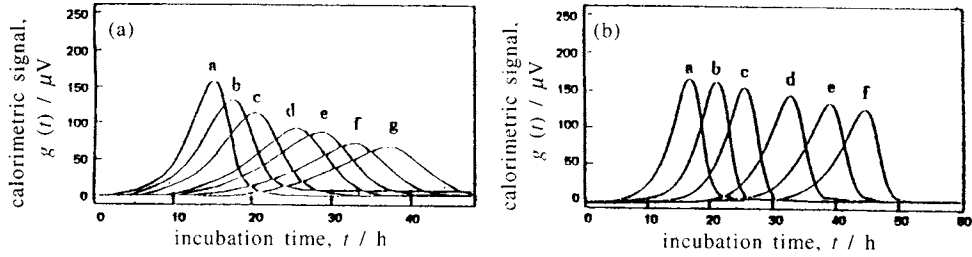 (a)
calorimetric signal,
g (t) / μV
250
200
150
100
50
0
a
b
c
d
e
f
g
0
10
20
30
40
incubation time, t / h
(b)
calorimetric signal,
g (t) / μV
250
200
150
100
50
0
a
b
c
d
e
f
0
10
20
30
40
50
60
incubation time, t / h